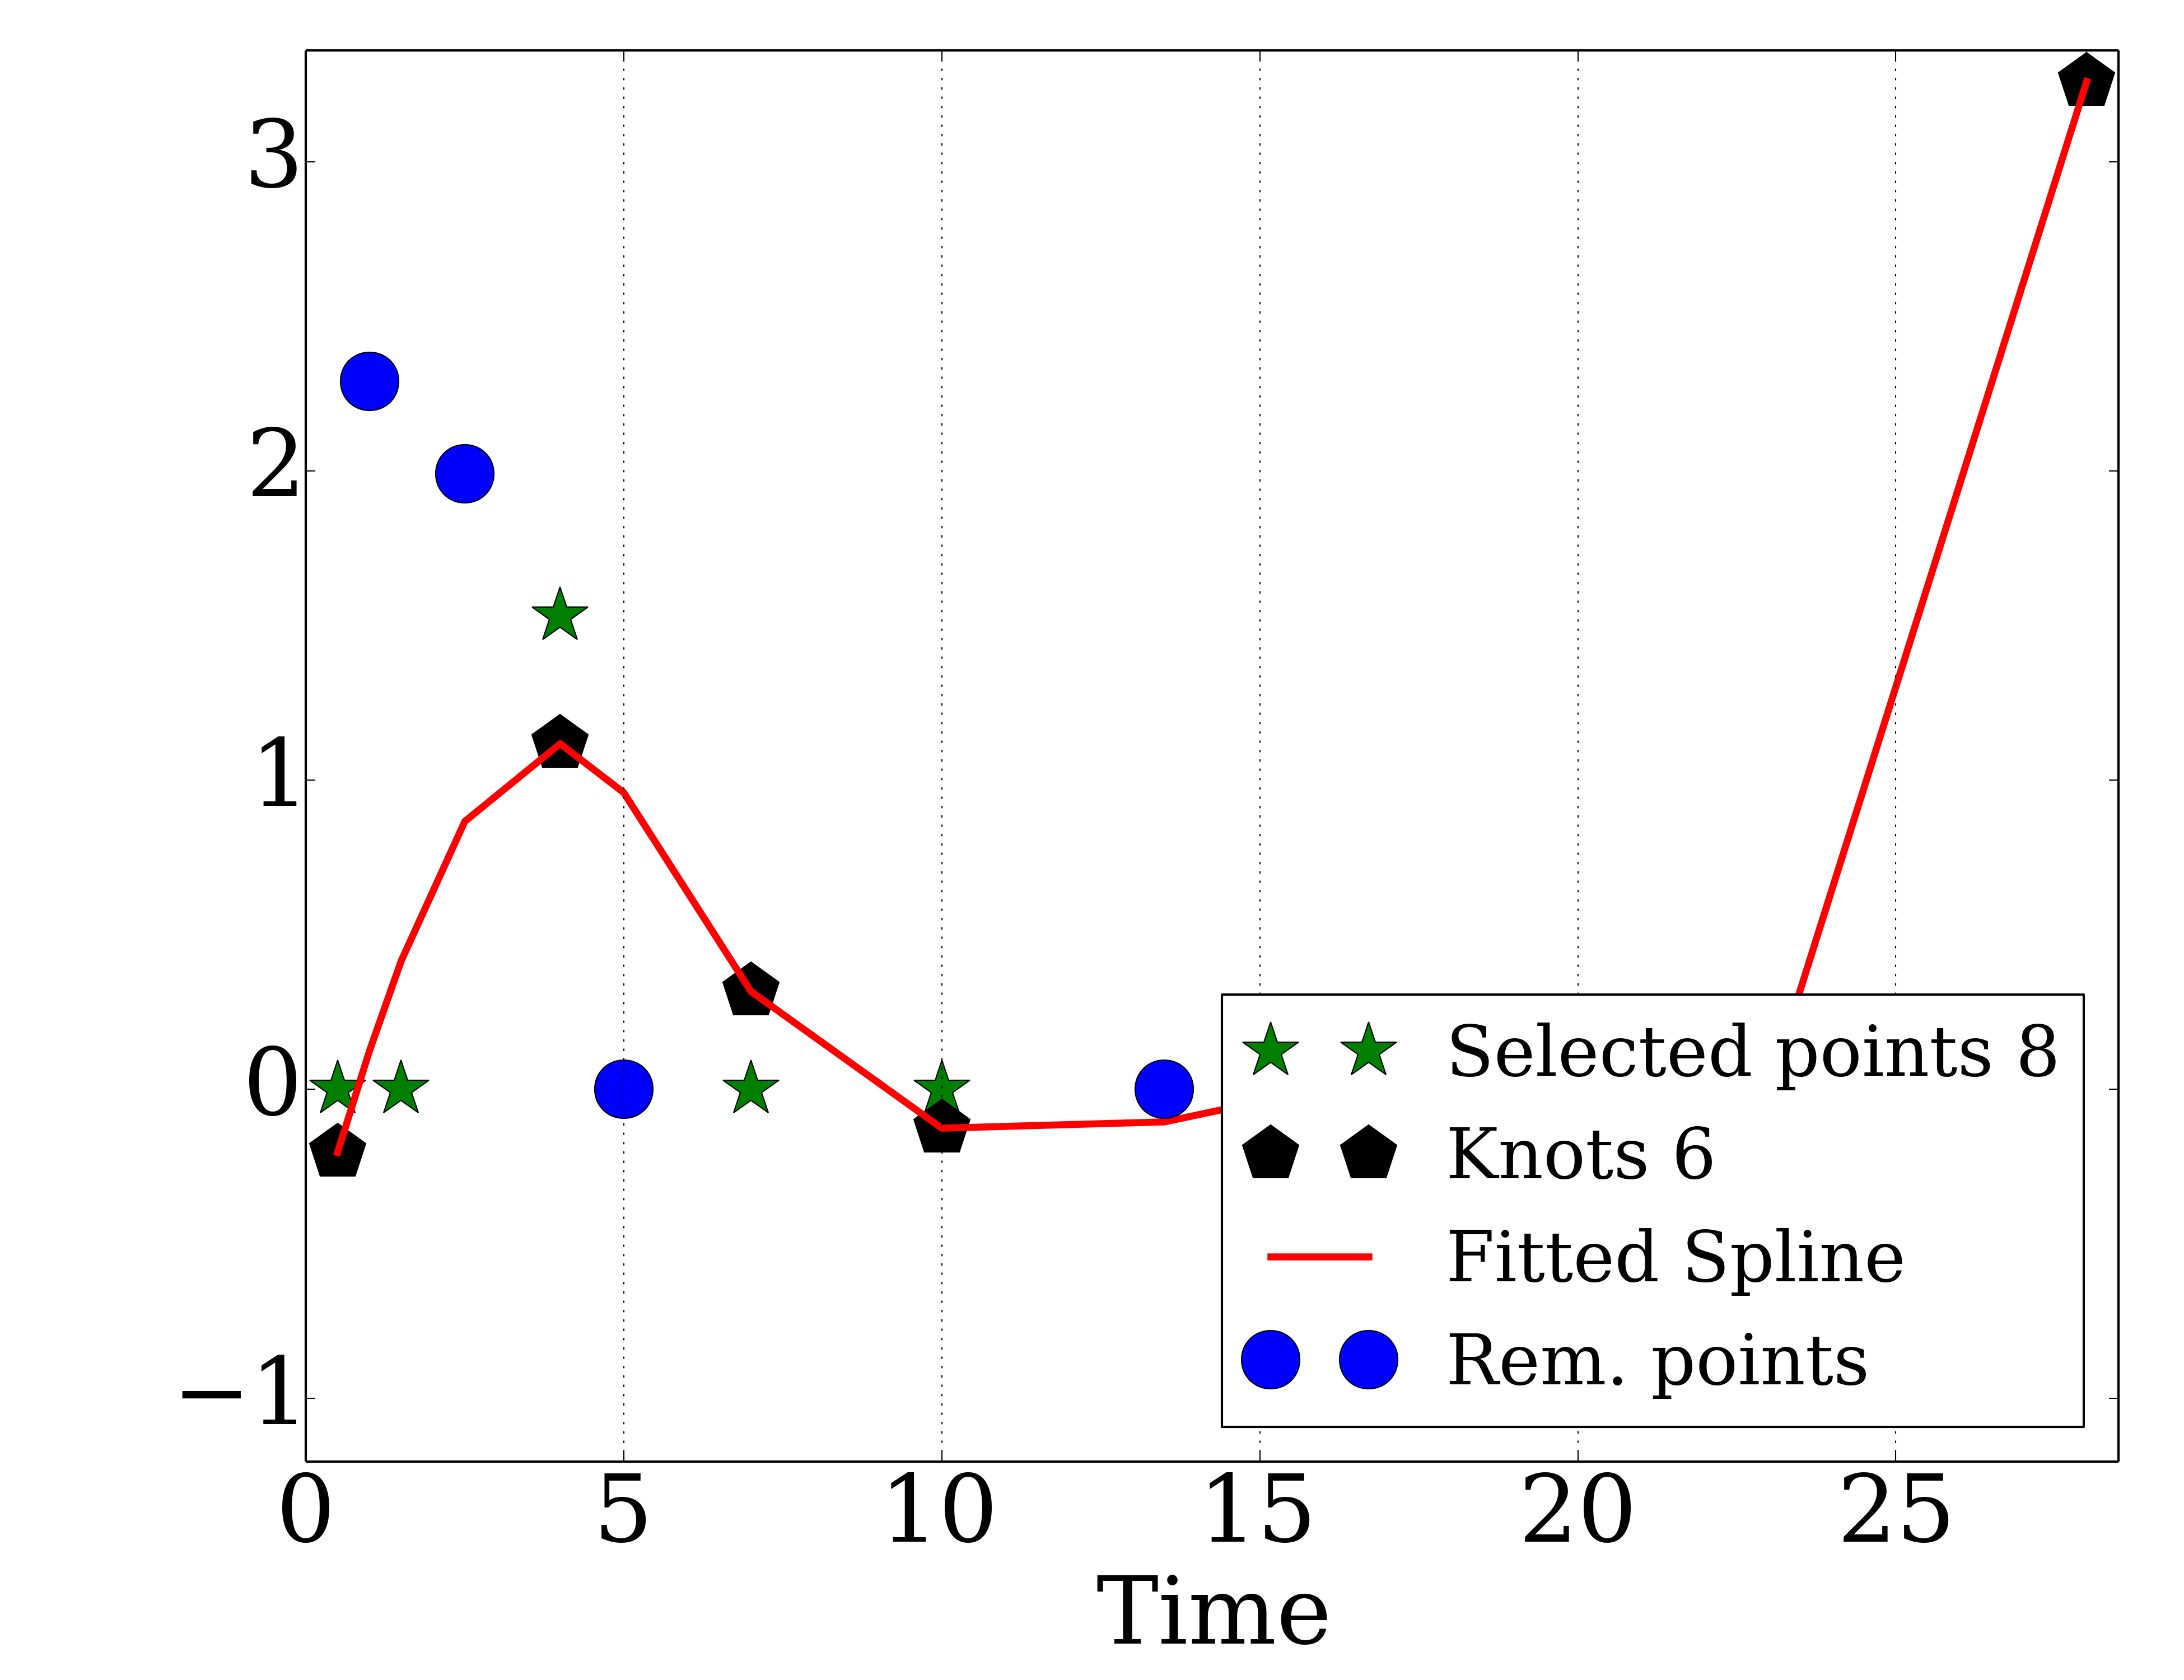 3
2
1
0
−1
0 5 10 15 20 25
Time
Selected points 8
Knots 6
Fitted Spline
Rem. points